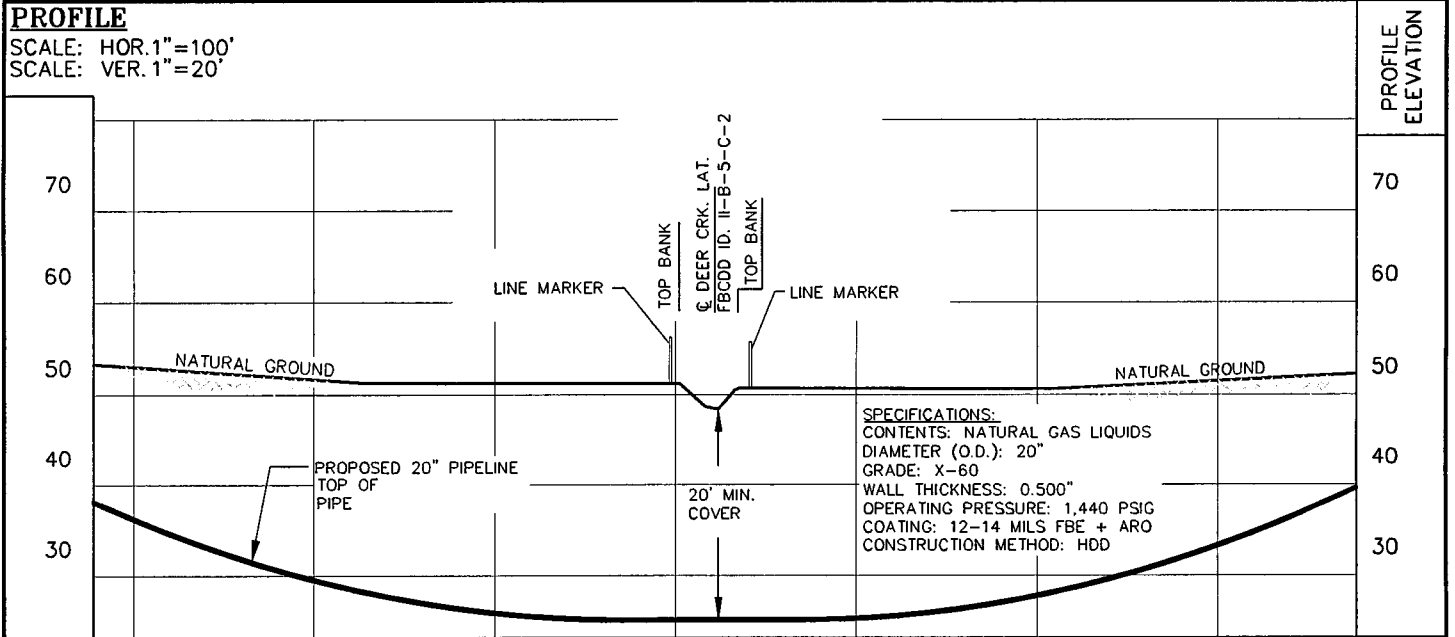 PROFILE
SCALE: HOR.1"=100'
SCALE: VER.1"=20'
PROFILE
ELEVATION
70
60
50
40
30
70
60
50
40
30
LINE MARKER
TOP BANK
℄ DEER CRK. LAT.
FBCDD ID. II-B-5-C-2
TOP BANK
LINE MARKER
NATURAL GROUND
NATURAL GROUND
PROPOSED 20" PIPELINE
TOP OF
PIPE
20' MIN.
COVER
SPECIFICATIONS:
CONTENTS: NATURAL GAS LIQUIDS
DIAMETER (O.D.): 20"
GRADE: X-60
WALL THICKNESS: 0.500"
OPERATING PRESSURE: 1,440 PSIG
COATING: 12-14 MILS FBE + ARO
CONSTRUCTION METHOD: HDD